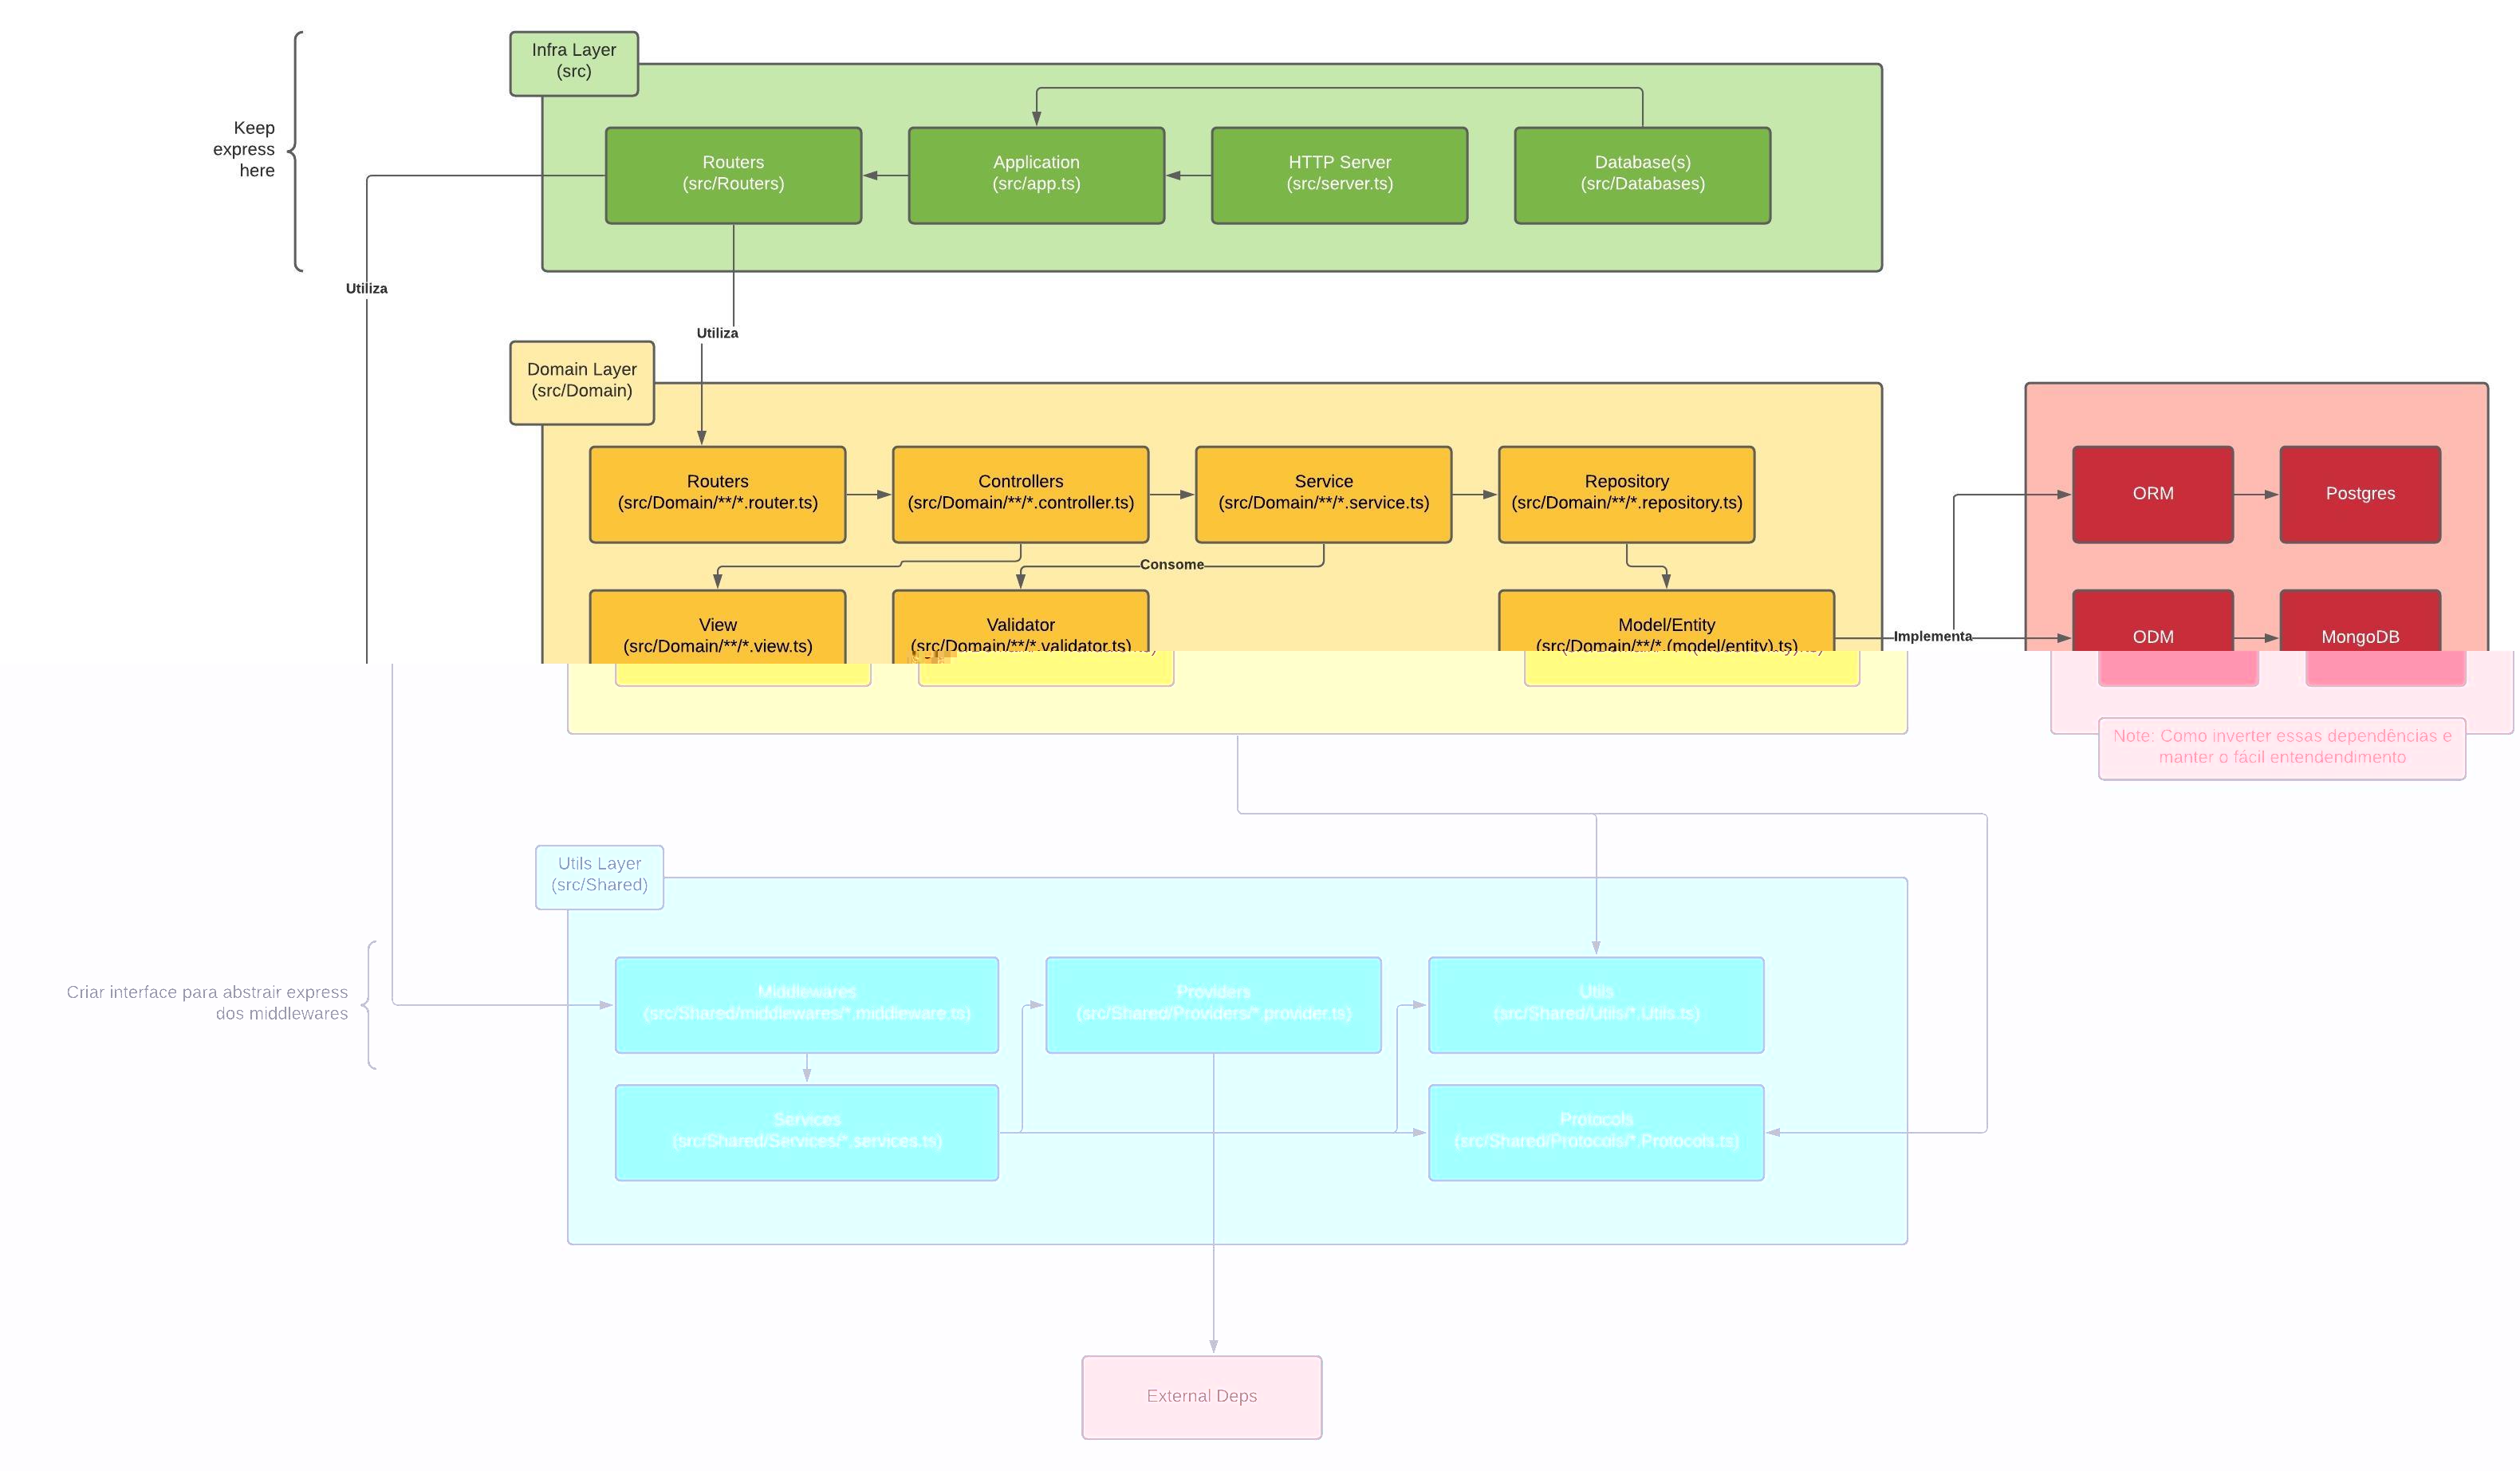 Infra Layer
(src)
Keep
express
here
Routers
(src/Routers)
Application
(src/app.ts)
HTTP Server
(src/server.ts)
Database(s)
(src/Databases)
Utiliza
Utiliza
Domain Layer
(src/Domain)
Routers
(src/Domain/**/*.router.ts)
Controllers
(src/Domain/**/*.controller.ts)
Service
(src/Domain/**/*.service.ts)
Repository
(src/Domain/**/*.repository.ts)
ORM
Postgres
Consome
View
(src/Domain/**/*.view.ts)
Validator
(src/Domain/**/*.validator.ts)
Model/Entity
(src/Domain/**/*.(model/entity).ts)
Implementa
ODM
MongoDB
Note: Como inverter essas dependências e
manter o fácil entendendimento
Utils Layer
(src/Shared)
Criar interface para abstrair express
dos middlewares
Middlewares
(src/Shared/middlewares/*.middleware.ts)
Providers
(src/Shared/Providers/*.provider.ts)
Utils
(src/Shared/Utils/*.Utils.ts)
Services
(src/Shared/Services/*.services.ts)
Protocols
(src/Shared/Protocols/*.Protocols.ts)
External Deps